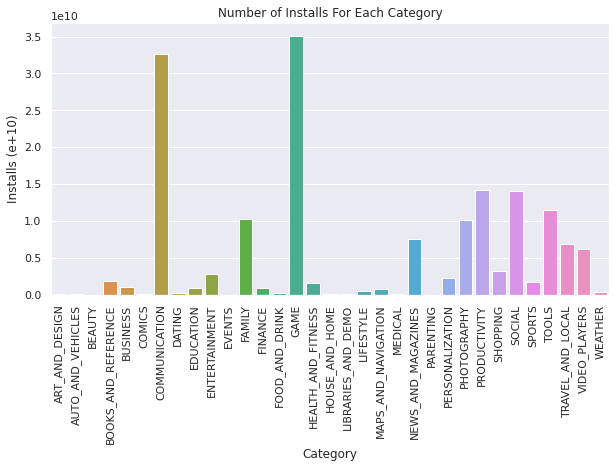 Number of Installs For Each Category
1e10
3.5
3.0
2.5
2.0
1.5
1.0
0.5
0.0
Installs (e+10)
ART_AND_DESIGN
AUTO_AND_VEHICLES
BEAUTY
BOOKS_AND_REFERENCE
BUSINESS
COMICS
COMMUNICATION
DATING
EDUCATION
ENTERTAINMENT
EVENTS
FAMILY
FINANCE
FOOD_AND_DRINK
GAME
HEALTH_AND_FITNESS
HOUSE_AND_HOME
LIBRARIES_AND_DEMO
LIFESTYLE
MAPS_AND_NAVIGATION
MEDICAL
NEWS_AND_MAGAZINES
PARENTING
PERSONALIZATION
PHOTOGRAPHY
PRODUCTIVITY
SHOPPING
SOCIAL
SPORTS
TOOLS
TRAVEL_AND_LOCAL
VIDEO_PLAYERS
WEATHER
Category